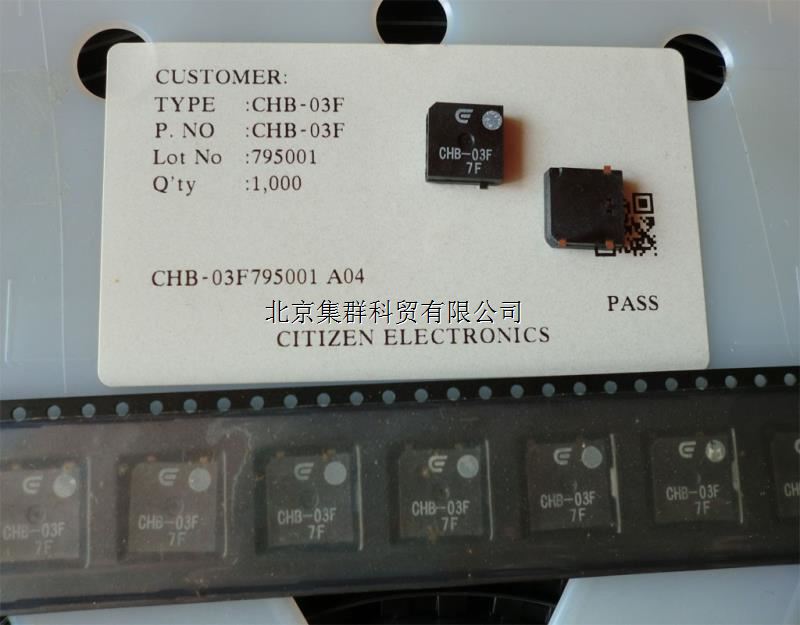 CUSTOMER:
TYPE :CHB-03F
P. NO :CHB-03F
Lot No :795001
Q'ty :1,000
CHB-03F
7F
CHB-03F795001 A04
PASS
北京集群科贸有限公司
CITIZEN ELECTRONICS
CHB-03F
7F
CHB-03F
7F
CHB-03F
7F
CHB-03F
7F
CHB-03F
7F
CHB-03F
7F
CHB-03